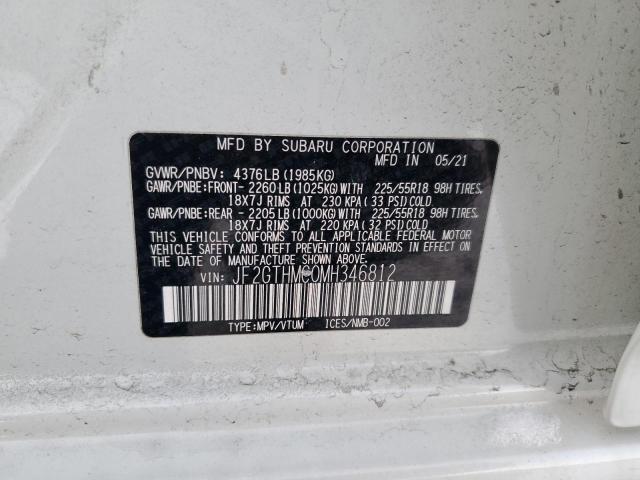 MFD BY SUBARU CORPORATION
MFD IN 05/21
GVWR/PNBV: 4376LB(1985KG)
GAWR/PNBE:FRONT- 2260LB(1025KG)WITH 225/55R18 98H TIRES,
18X7J RIMS AT 230 KPA(33 PSI)COLD
GAWR/PNBE:REAR - 2205LB(1000KG)WITH 225/55R18 98H TIRES,
18X7J RIMS AT 220 KPA(32 PSI)COLD
THIS VEHICLE CONFORMS TO ALL APPLICABLE FEDERAL MOTOR
VEHICLE SAFETY AND THEFT PREVENTION STANDARDS IN EFFECT ON
THE DATE OF MANUFACTURE SHOWN ABOVE.
VIN: JF2GTHMC0MH346812
TYPE:MPV/VTUM ICES/NMB-002